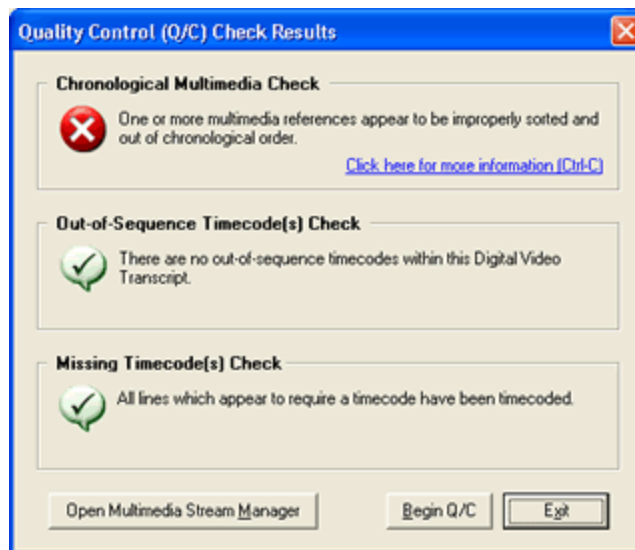 Quality Control (Q/C) Check Results
Chronological Multimedia Check
One or more multimedia references appear to be improperly sorted and
out of chronological order.
Click here for more information (Ctrl-C)
Out-of-Sequence Timecode(s) Check
There are no out-of-sequence timecodes within this Digital Video
Transcript.
Missing Timecode(s) Check
All lines which appear to require a timecode have been timecoded.
Open Multimedia Stream Manager
Begin Q/C
Exit